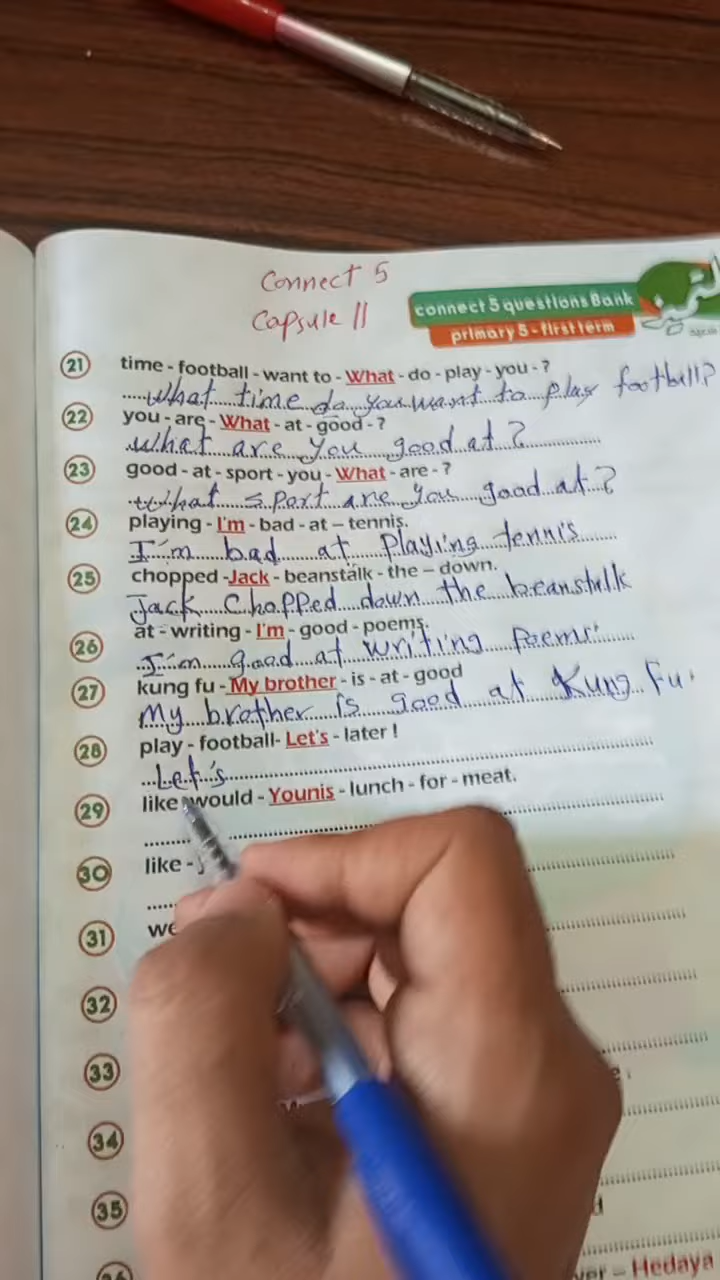 Connect 5
Capsule 11
connect 5 questions Bank
primary 5 - first term
21 time - football - want to - What - do - play - you - ?
What time do you want to play football?
22 you - are - What - at - good - ?
What are you good at ?
23 good - at - sport - you - What - are - ?
What sport are you good at ?
24 playing - I'm - bad - at – tennis.
I'm bad at playing tennis
25 chopped -Jack - beanstalk - the – down.
Jack chopped down the beanstalk
26 at - writing - I'm - good - poems.
I'm good at writing poems.
27 kung fu - My brother - is - at - good
My brother is good at Kung Fu.
28 play - football- Let's - later !
Let's
29 like - would - Younis - lunch - for - meat.
30 like -
31 we
32
33
34
35
Hedaya